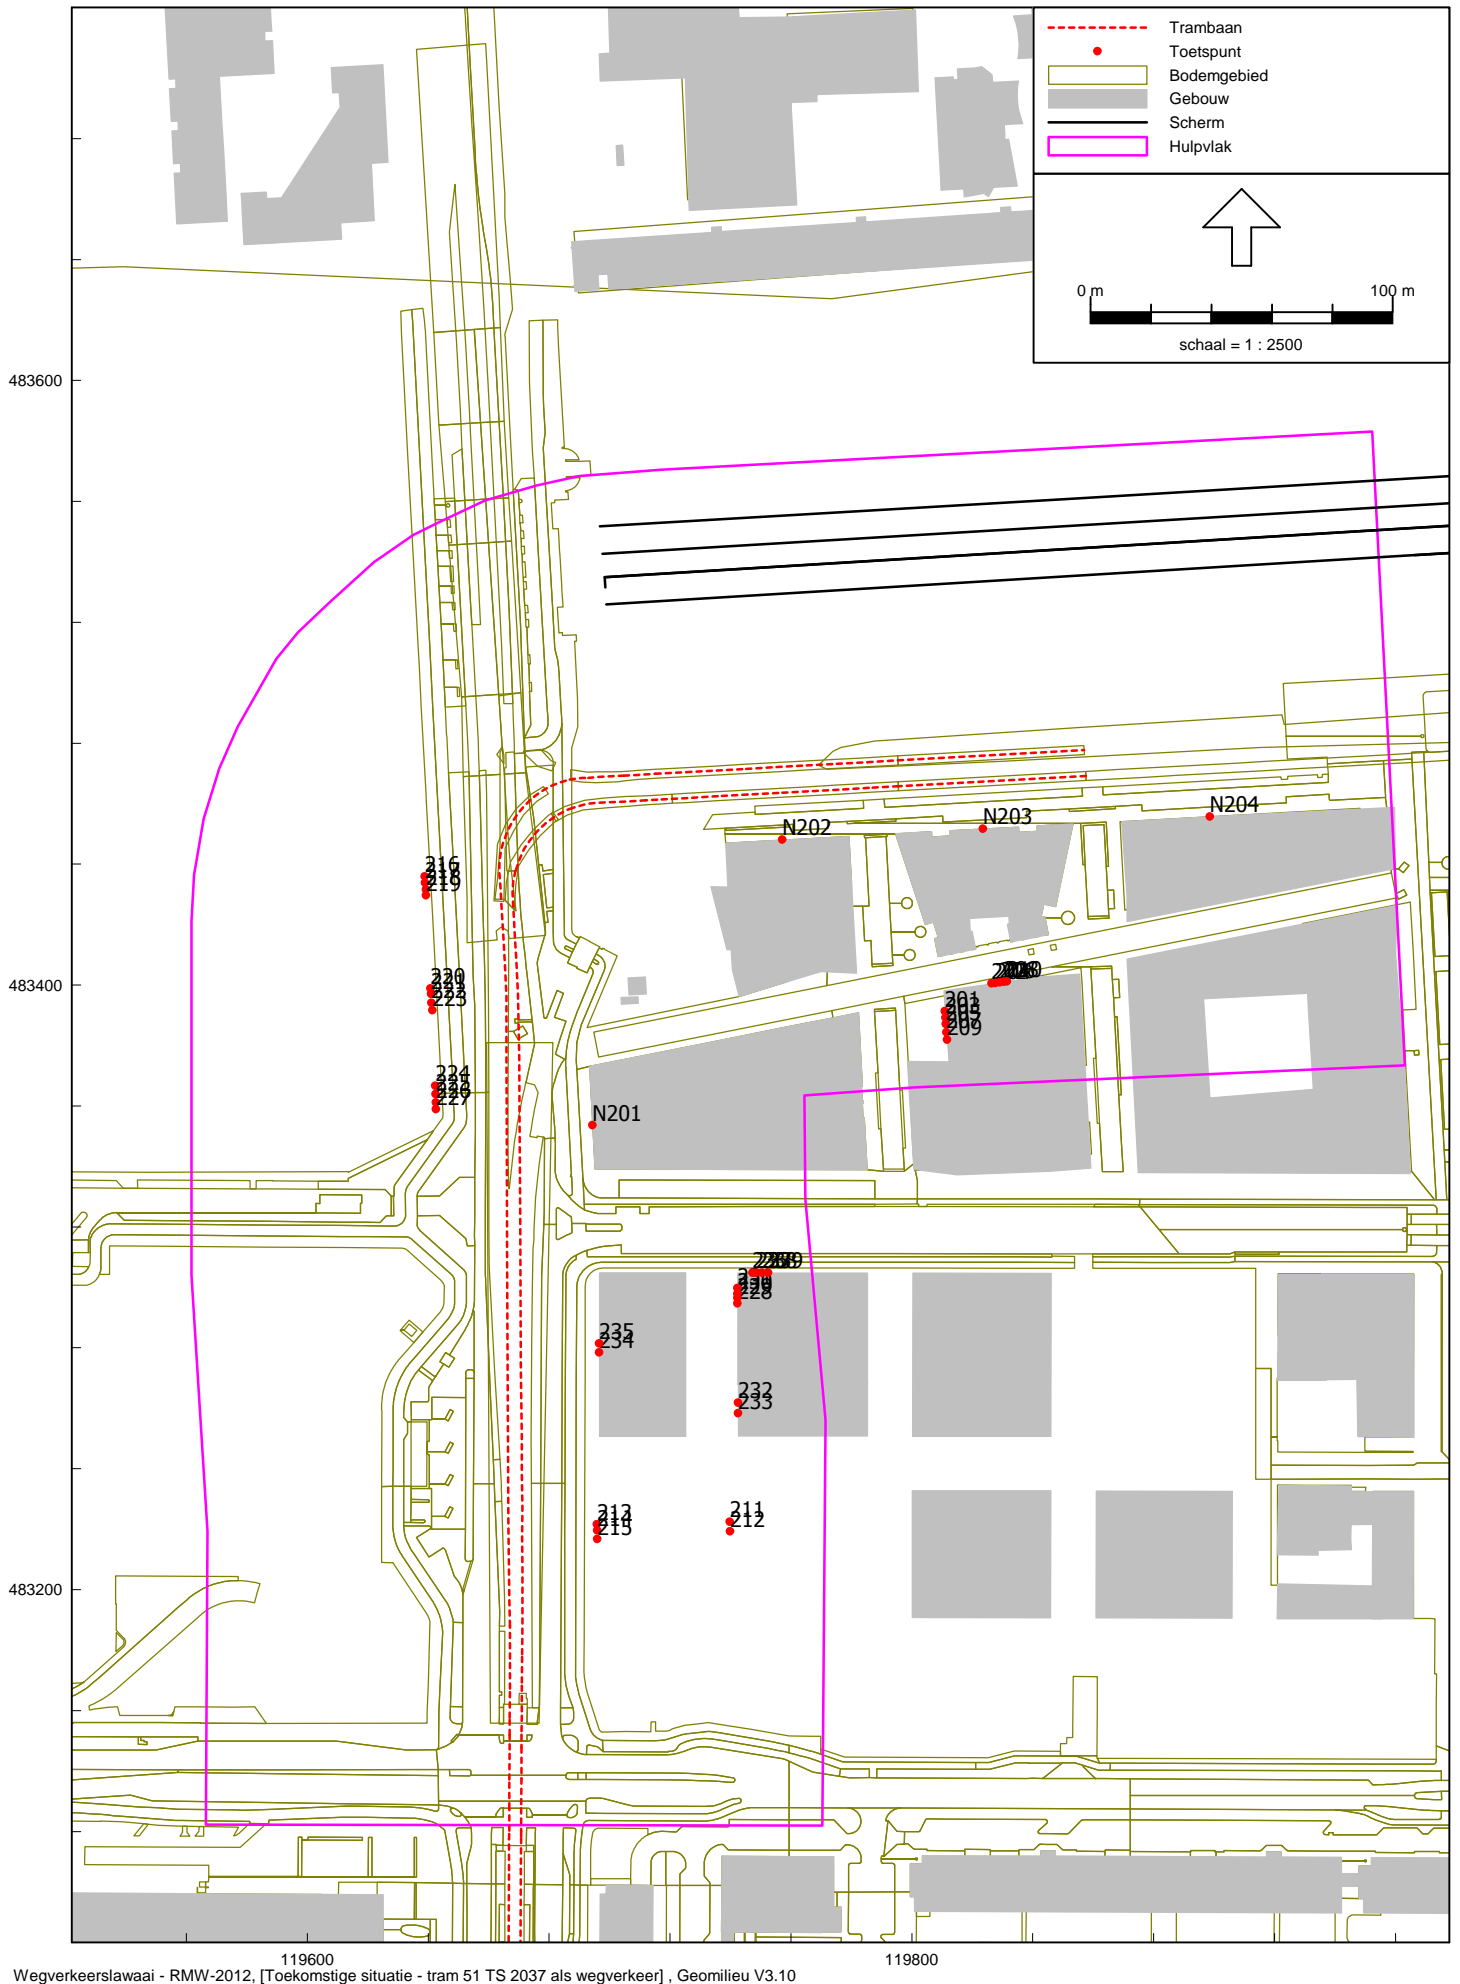 Trambaan
Toetspunt
Bodemgebied
Gebouw
Scherm
Hulpvlak
0 m 100 m
schaal = 1 : 2500
483600
N204
N202 N203
216
219
483400
220
223
201
209
224
227
N201
228
235
234
232
233
211
212
213
215
483200
119600 119800
Wegverkeerslawaai - RMW-2012, [Toekomstige situatie - tram 51 TS 2037 als wegverkeer] , Geomilieu V3.10